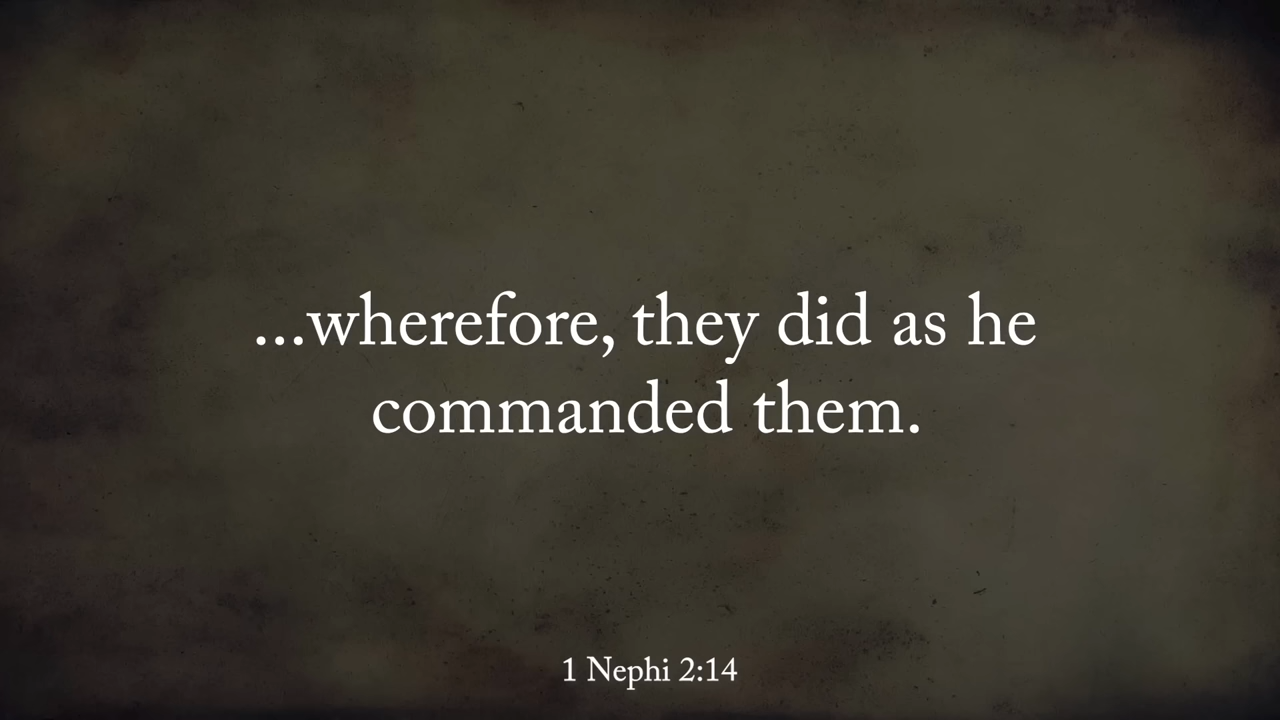 ...wherefore, they did as he
commanded them.
1 Nephi 2:14